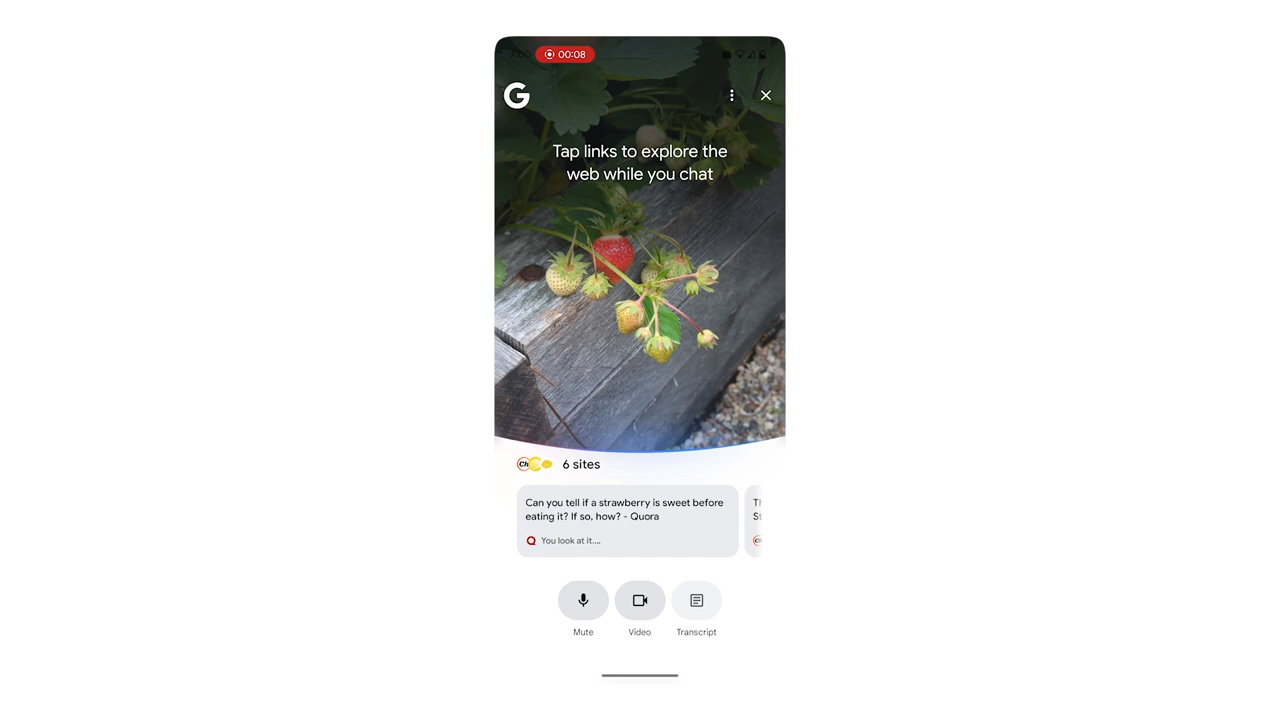 00:08
G
Tap links to explore the
web while you chat
6 sites
Can you tell if a strawberry is sweet before
eating it? If so, how? - Quora
You look at it....
Mute
Video
Transcript